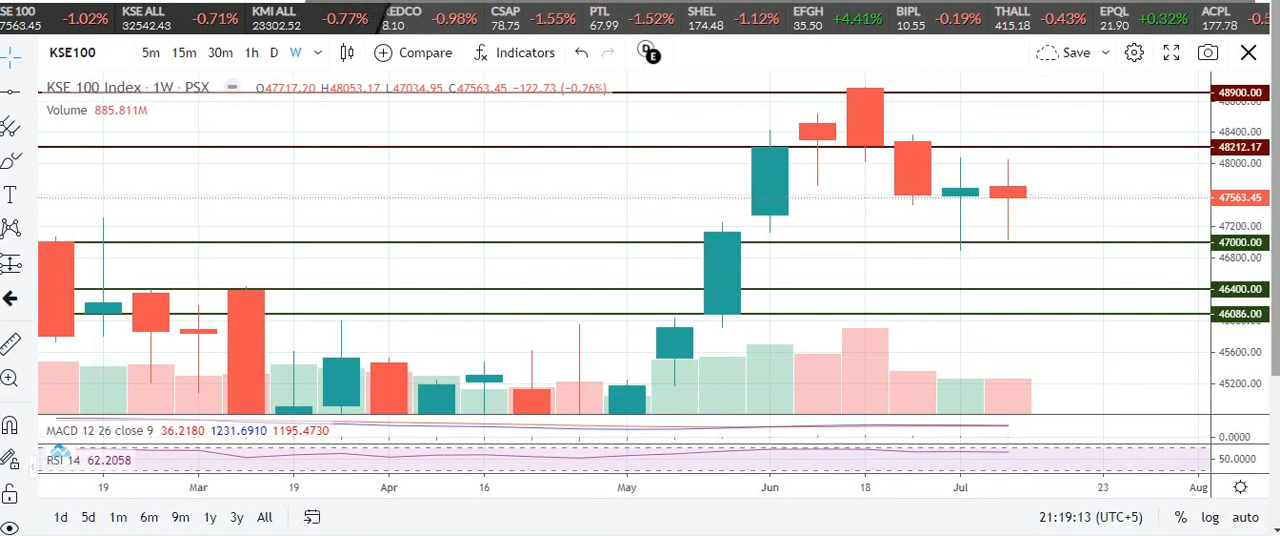 SE 100 -1.02% KSE ALL -0.71% KMI ALL -0.77% EDCO -0.98% CSAP -1.55% PTL -1.52% SHEL -1.12% EFGH +4.41% BIPL -0.19% THALL -0.43% EPQL +0.32% ACPL -0.5
7563.45 32542.43 23302.52 8.10 78.75 67.99 174.48 35.50 10.55 415.18 21.90 177.78
KSE100 5m 15m 30m 1h D W Compare Indicators D E Save
KSE 100 Index · 1W · PSX O47717.20 H48053.17 L47034.95 C47563.45 −122.73 (−0.26%)
Volume 885.811M
48900.00
48800.00
48400.00
48212.17
48000.00
47563.45
47200.00
47000.00
46800.00
46400.00
46086.00
45600.00
45200.00
MACD 12 26 close 9 36.2180 1231.6910 1195.4730
0.0000
RSI 14 62.2058
50.0000
19 Mar 19 Apr 16 May Jun 18 Jul 23 Aug
1d 5d 1m 6m 9m 1y 3y All 21:19:13 (UTC+5) % log auto